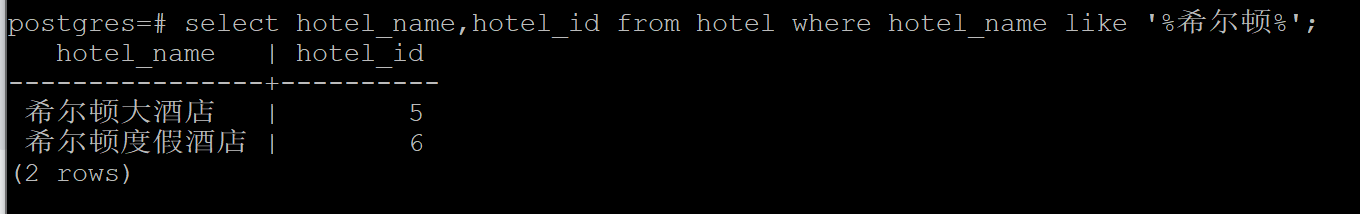 postgres=# select hotel_name,hotel_id from hotel where hotel_name like '%希尔顿%';
   hotel_name   | hotel_id
----------------+----------
 希尔顿大酒店   |        5
 希尔顿度假酒店 |        6
(2 rows)